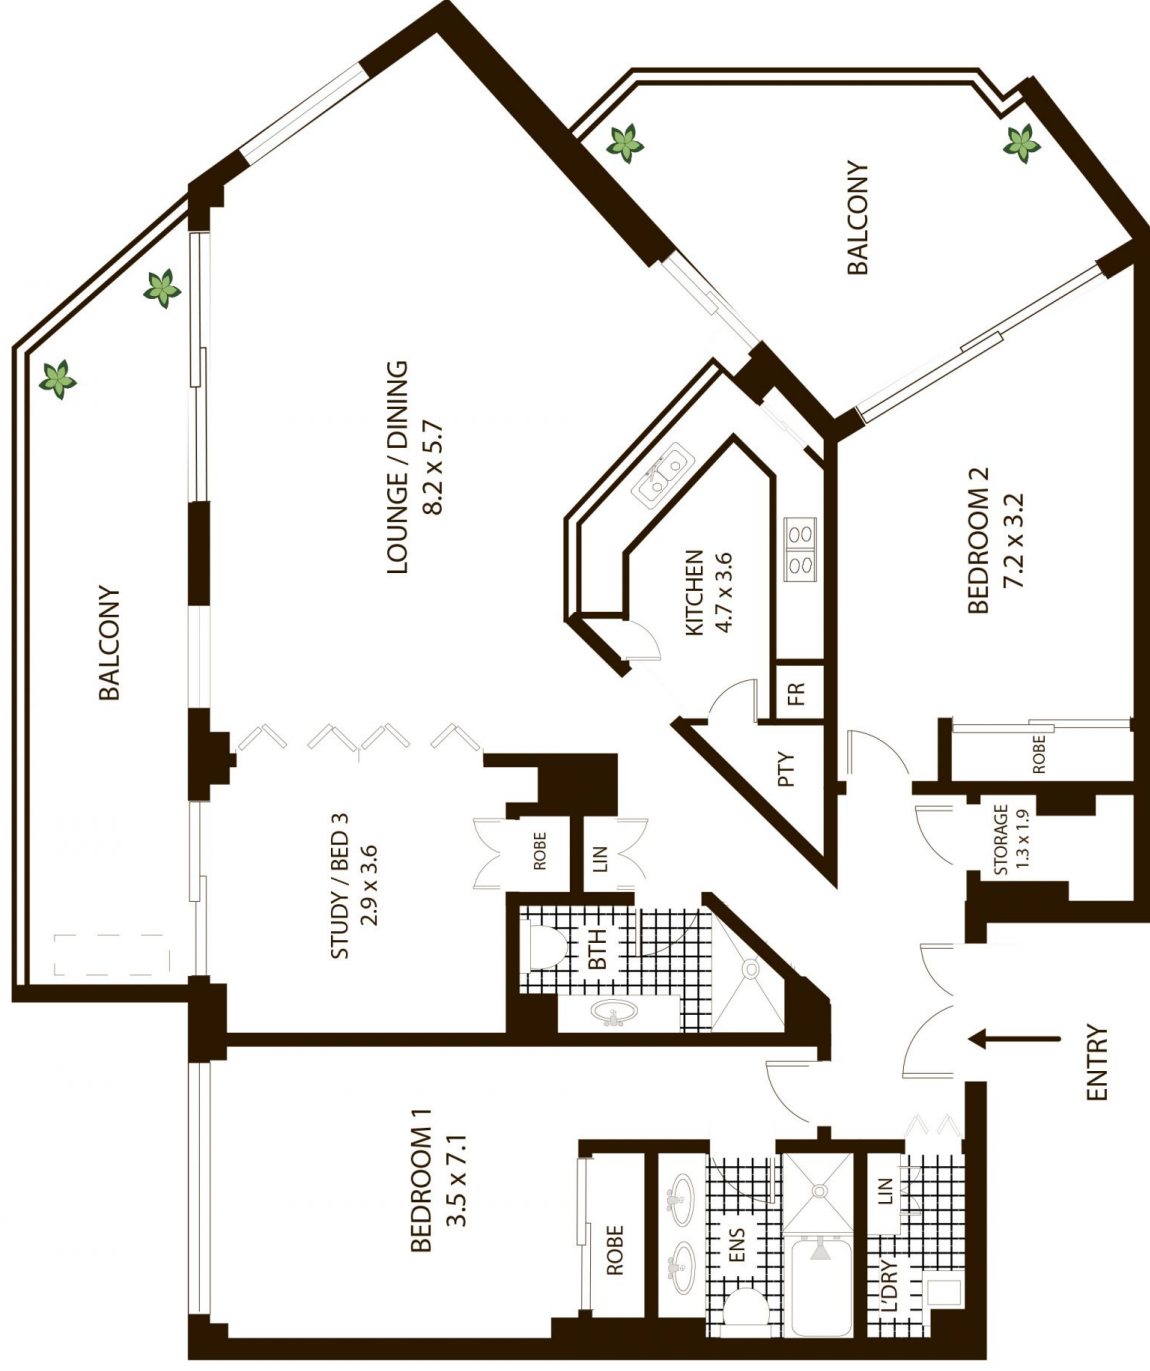 BALCONY
BALCONY
LOUNGE / DINING
8.2 x 5.7
KITCHEN
4.7 x 3.6
BEDROOM 2
7.2 x 3.2
FR
PTY
ROBE
STORAGE
1.3 x 1.9
STUDY / BED 3
2.9 x 3.6
ROBE
LIN
BTH
ENTRY
BEDROOM 1
3.5 x 7.1
ROBE
ENS
LIN
L'DRY